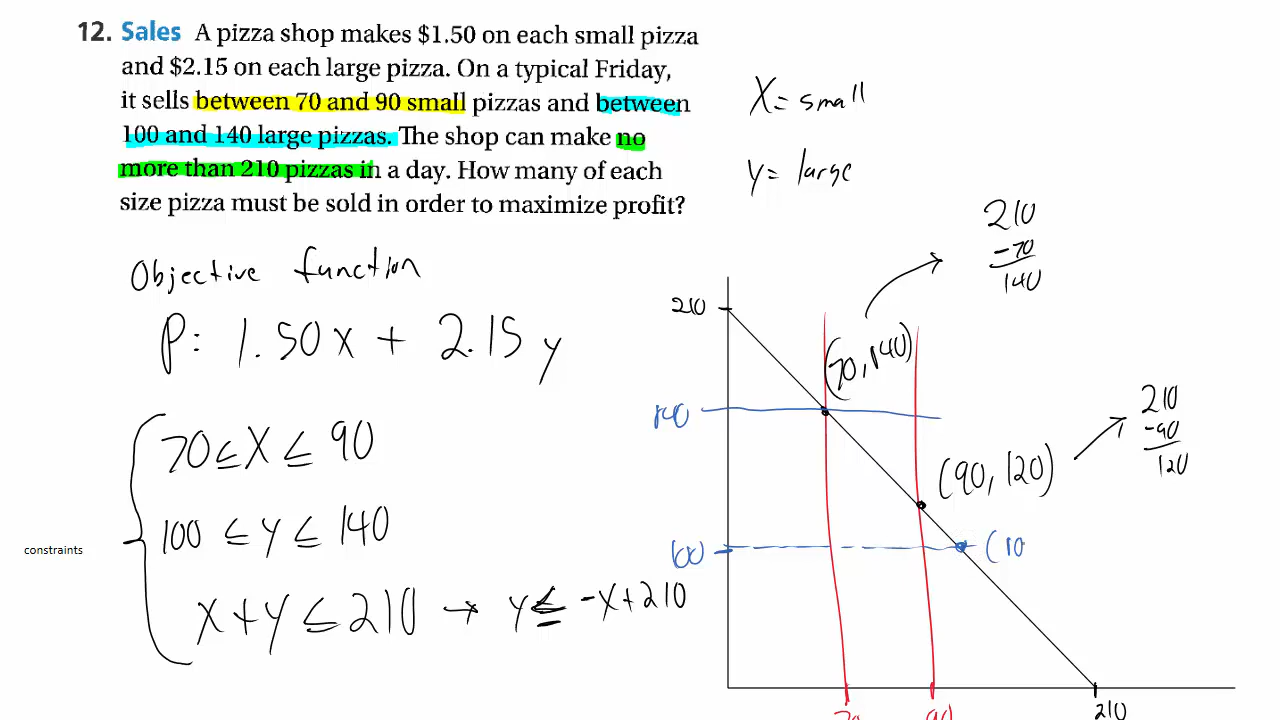 12. Sales A pizza shop makes $1.50 on each small pizza
and $2.15 on each large pizza. On a typical Friday,
it sells between 70 and 90 small pizzas and between
100 and 140 large pizzas. The shop can make no
more than 210 pizzas in a day. How many of each
size pizza must be sold in order to maximize profit?
X = small
y = large
Objective function
P: 1.50x + 2.15y
constraints
70 ≤ X ≤ 90
100 ≤ y ≤ 140
x + y ≤ 210 → y ≤ -x + 210
210
-70
140
210
(70, 140)
140
210
-90
120
(90, 120)
100
(10
70
90
210